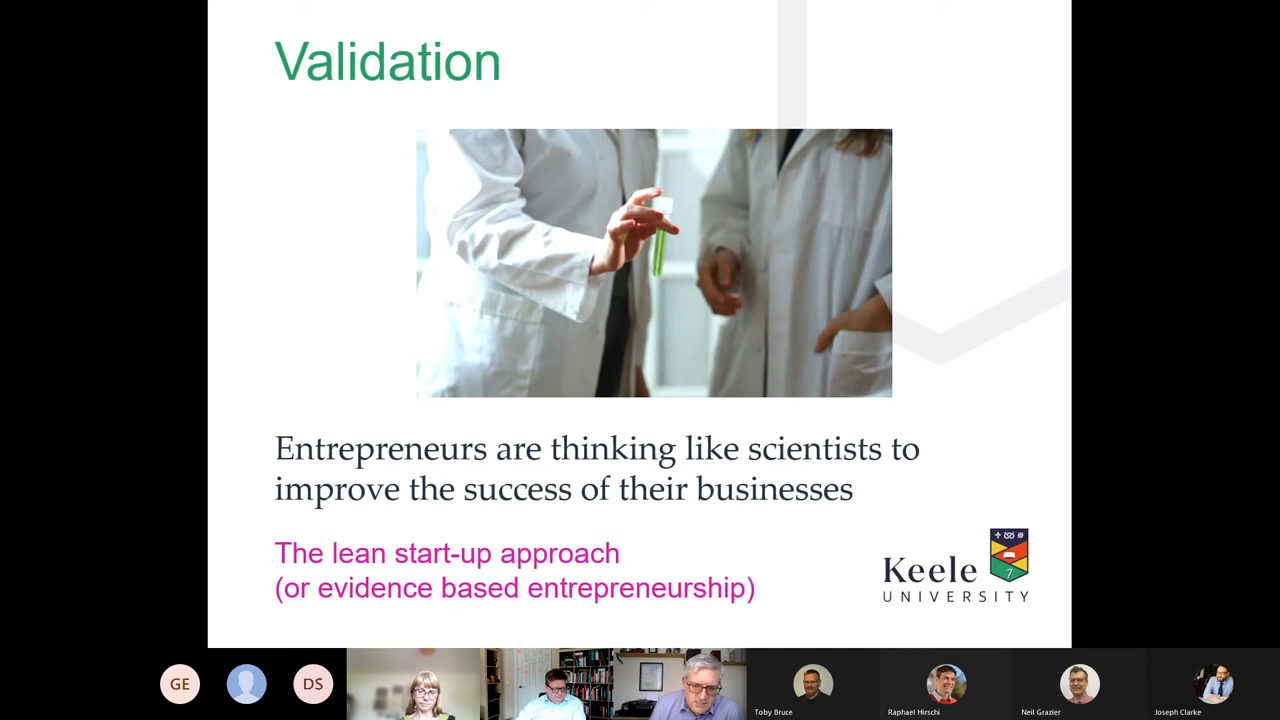 Validation
Entrepreneurs are thinking like scientists to
improve the success of their businesses
The lean start-up approach
(or evidence based entrepreneurship)
Keele
UNIVERSITY
GE
DS
Toby Bruce
Raphael Hirschi
Neil Grazier
Joseph Clarke